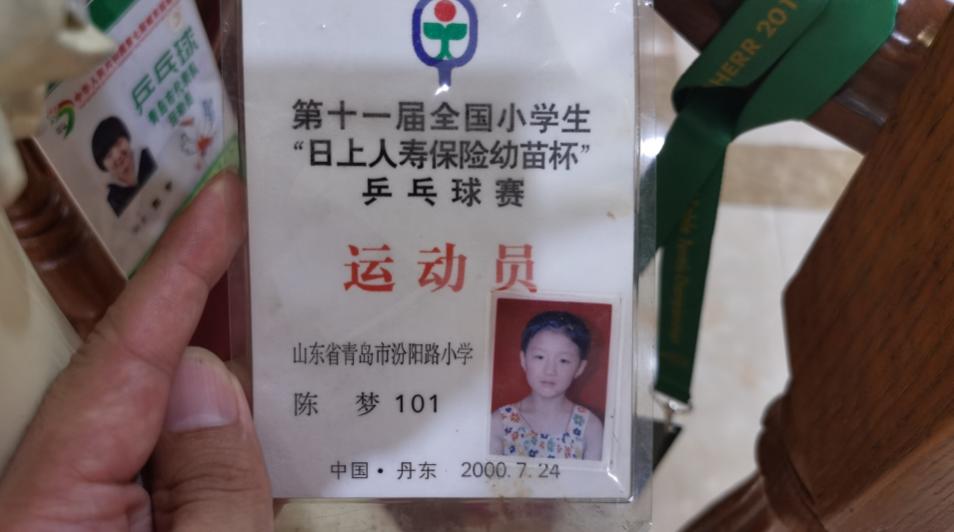 第十一届全国小学生
“日上人寿保险幼苗杯”
乒乓球赛
运动员
山东省青岛市汾阳路小学
陈 梦 101
中国·丹东 2000.7.24
乒乓球
HERR 201